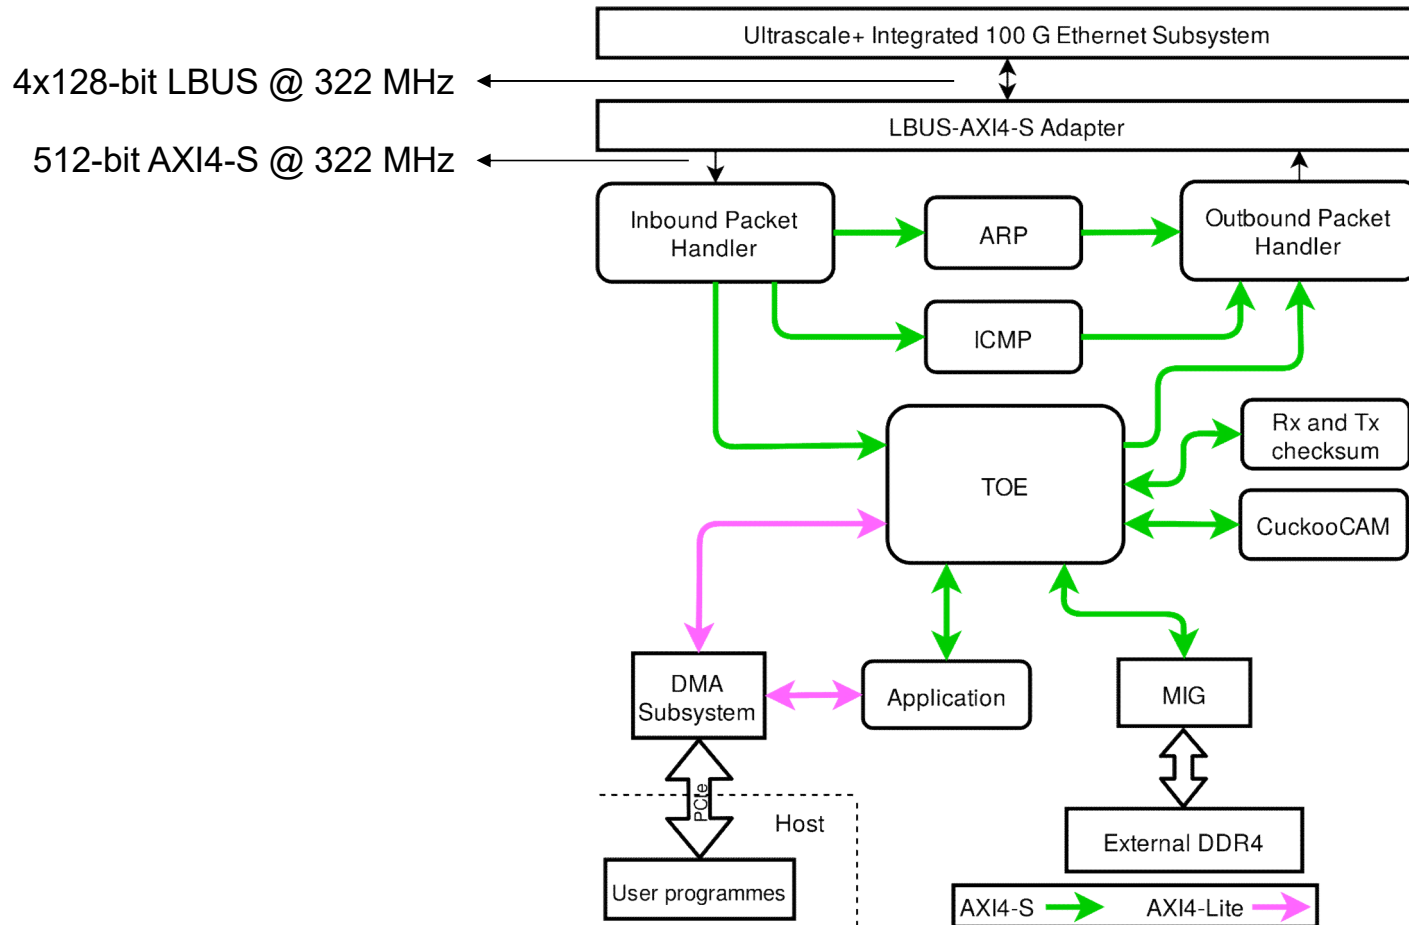 Ultrascale+ Integrated 100 G Ethernet Subsystem
4x128-bit LBUS @ 322 MHz
LBUS-AXI4-S Adapter
512-bit AXI4-S @ 322 MHz
Inbound Packet
Handler
ARP
Outbound Packet
Handler
ICMP
TOE
Rx and Tx
checksum
CuckooCAM
DMA
Subsystem
Application
MIG
PCIe
Host
External DDR4
User programmes
AXI4-S
AXI4-Lite